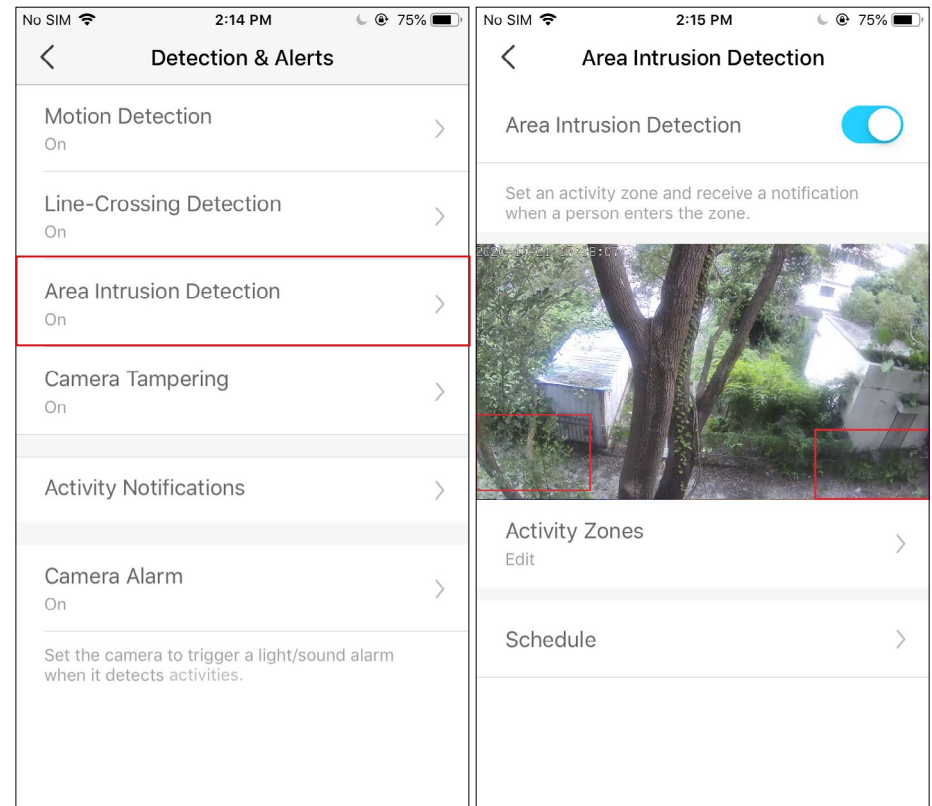 No SIM 2:14 PM 75%
Detection & Alerts
Motion Detection
On
Line-Crossing Detection
On
Area Intrusion Detection
On
Camera Tampering
On
Activity Notifications
Camera Alarm
On
Set the camera to trigger a light/sound alarm
when it detects activities.
No SIM 2:15 PM 75%
Area Intrusion Detection
Area Intrusion Detection
Set an activity zone and receive a notification
when a person enters the zone.
Activity Zones
Edit
Schedule